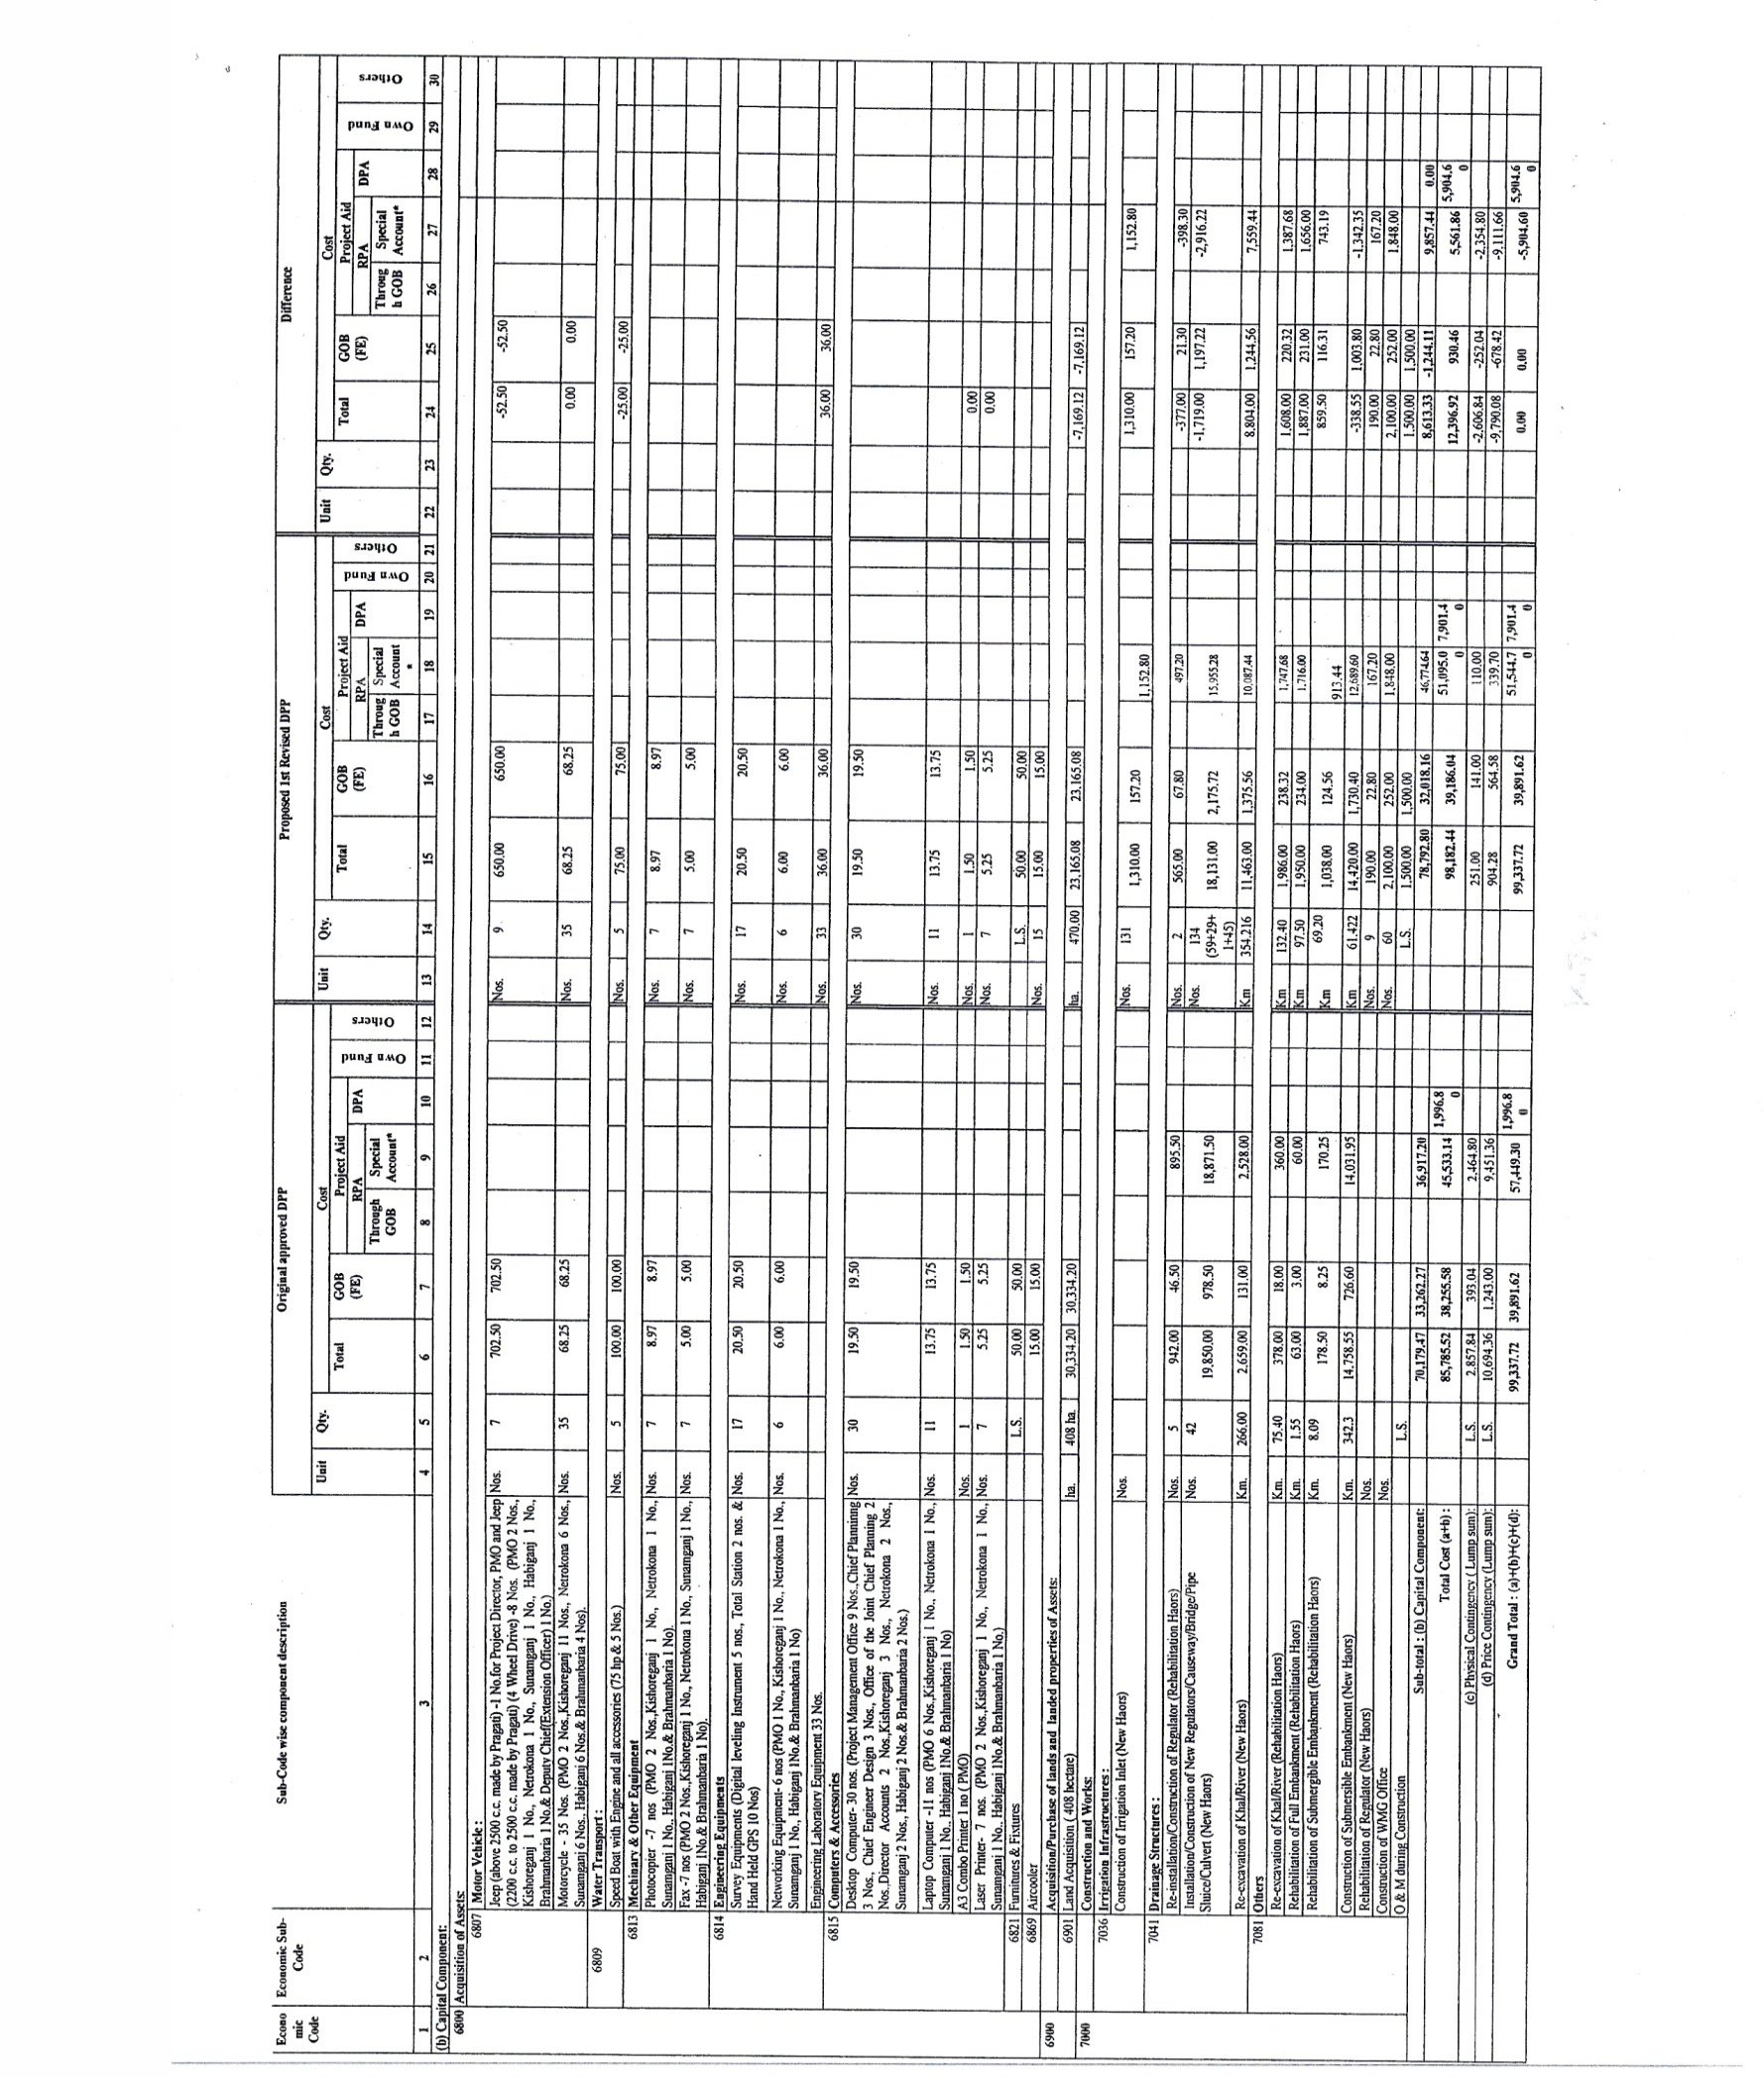 Econo mic Code | Economic Sub-Code | Sub-Code wise component description | Original approved DPP | Proposed 1st Revised DPP | Difference
Unit | Qty. | Cost | Unit | Qty. | Cost | Unit | Qty. | Cost
Total | GOB (FE) | Project Aid | Own Fund | Others | Total | GOB (FE) | Project Aid | Own Fund | Others | Total | GOB (FE) | Project Aid | Own Fund | Others
RPA | DPA | RPA | DPA | RPA | DPA
Through GOB | Special Account* | Throug h GOB | Special Account * | Throug h GOB | Special Account*
1 | 2 | 3 | 4 | 5 | 6 | 7 | 8 | 9 | 10 | 11 | 12 | 13 | 14 | 15 | 16 | 17 | 18 | 19 | 20 | 21 | 22 | 23 | 24 | 25 | 26 | 27 | 28 | 29 | 30
(b) Capital Component:
6800 | Acquisition of Assets:
6807 | Motor Vehicle :
Jeep (above 2500 c.c. made by Pragati) -1 No.for Project Director, PMO and Jeep | Nos. | 7 | 702.50 | 702.50 | Nos. | 9 | 650.00 | 650.00 | -52.50 | -52.50
(2200 c.c. to 2500 c.c. made by Pragati) (4 Wheel Drive) -8 Nos. (PMO 2 Nos.,
Kishoreganj 1 No., Netrokona 1 No., Sunamganj 1 No., Habiganj 1 No.,
Brahmanbaria 1 No.& Deputy Chief(Extension Officer) 1 No.)
Motorcycle - 35 Nos. (PMO 2 Nos.,Kishoreganj 11 Nos., Netrokona 6 Nos., | Nos. | 35 | 68.25 | 68.25 | Nos. | 35 | 68.25 | 68.25 | 0.00 | 0.00
Sunamganj 6 Nos., Habiganj 6 Nos.& Brahmanbaria 4 Nos).
6809 | Water Transport :
Speed Boat with Engine and all accessories (75 hp & 5 Nos.) | Nos. | 5 | 100.00 | 100.00 | Nos. | 5 | 75.00 | 75.00 | -25.00 | -25.00
6813 | Mechinary & Other Equipment
Photocopier -7 nos (PMO 2 Nos.,Kishoreganj 1 No., Netrokona 1 No., | Nos. | 7 | 8.97 | 8.97 | Nos. | 7 | 8.97 | 8.97
Sunamganj 1 No., Habiganj 1No.& Brahmanbaria 1 No).
Fax -7 nos (PMO 2 Nos.,Kishoreganj 1 No., Netrokona 1 No., Sunamganj 1 No., | Nos. | 7 | 5.00 | 5.00 | Nos. | 7 | 5.00 | 5.00
Habiganj 1No.& Brahmanbaria 1 No).
6814 | Engineering Equipments
Survey Equipments (Digital leveling Instrument 5 nos., Total Station 2 nos. & | Nos. | 17 | 20.50 | 20.50 | Nos. | 17 | 20.50 | 20.50
Hand Held GPS 10 Nos)
Networking Equipment- 6 nos (PMO 1 No., Kishoreganj 1 No., Netrokona 1 No., | Nos. | 6 | 6.00 | 6.00 | Nos. | 6 | 6.00 | 6.00
Sunamganj 1 No., Habiganj 1No.& Brahmanbaria 1 No)
Engineering Laboratory Equipment 33 Nos. | Nos. | 33 | 36.00 | 36.00 | 36.00 | 36.00
6815 | Computers & Accessories
Desktop Computer- 30 nos. (Project Management Office 9 Nos.,Chief Planninng | Nos. | 30 | 19.50 | 19.50 | Nos. | 30 | 19.50 | 19.50
3 Nos., Chief Engineer Design 3 Nos., Office of the Joint Chief Planning 2
Nos.,Director Accounts 2 Nos,Kishoreganj 3 Nos., Netrokona 2 Nos.,
Sunamganj 2 Nos., Habiganj 2 Nos.& Brahmanbaria 2 Nos.)
Laptop Computer -11 nos (PMO 6 Nos.,Kishoreganj 1 No., Netrokona 1 No., | Nos. | 11 | 13.75 | 13.75 | Nos. | 11 | 13.75 | 13.75
Sunamganj 1 No., Habiganj 1No.& Brahmanbaria 1 No)
A3 Combo Printer 1 no ( PMO) | Nos. | 1 | 1.50 | 1.50 | Nos. | 1 | 1.50 | 1.50 | 0.00
Laser Printer- 7 nos. (PMO 2 Nos.,Kishoreganj 1 No., Netrokona 1 No., | Nos. | 7 | 5.25 | 5.25 | Nos. | 7 | 5.25 | 5.25 | 0.00
Sunamganj 1 No., Habiganj 1No.& Brahmanbaria 1 No.)
6821 | Furnitures & Fixtures | L.S. | 50.00 | 50.00 | L.S. | 50.00 | 50.00
6869 | Aircooler | 15.00 | 15.00 | Nos. | 15 | 15.00 | 15.00
6900 | Acquisition/Purchase of lands and landed properties of Assets:
6901 | Land Acquisition ( 408 hectare) | ha. | 408 ha. | 30,334.20 | 30,334.20 | ha. | 470.00 | 23,165.08 | 23,165.08 | -7,169.12 | -7,169.12
7000 | Construction and Works:
7036 | Irrigation Infrastructures :
Construction of Irrigation Inlet (New Haors) | Nos. | Nos. | 131 | 1,310.00 | 157.20 | 1,152.80 | 1,310.00 | 157.20 | 1,152.80
7041 | Drainage Structures :
Re-installation/Construction of Regulator (Rehabilitation Haors) | Nos. | 5 | 942.00 | 46.50 | 895.50 | Nos. | 2 | 565.00 | 67.80 | 497.20 | -377.00 | 21.30 | -398.30
Installation/Construction of New Regulators/Causeway/Bridge/Pipe Sluice/Culvert (New Haors) | Nos. | 42 | 19,850.00 | 978.50 | 18,871.50 | Nos. | 134 (59+29+ 1+45) | 18,131.00 | 2,175.72 | 15,955.28 | -1,719.00 | 1,197.22 | -2,916.22
Re-excavation of Khal/River (New Haors) | Km. | 266.00 | 2,659.00 | 131.00 | 2,528.00 | Km | 354.216 | 11,463.00 | 1,375.56 | 10,087.44 | 8,804.00 | 1,244.56 | 7,559.44
7081 | Others
Re-excavation of Khal/River (Rehabilitation Haors) | Km. | 75.40 | 378.00 | 18.00 | 360.00 | Km | 132.40 | 1,986.00 | 238.32 | 1,747.68 | 1,608.00 | 220.32 | 1,387.68
Rehabilitation of Full Embankment (Rehabilitation Haors) | Km. | 1.55 | 63.00 | 3.00 | 60.00 | Km | 97.50 | 1,950.00 | 234.00 | 1,716.00 | 1,887.00 | 231.00 | 1,656.00
Rehabilitation of Submergible Embankment (Rehabilitation Haors) | Km. | 8.09 | 178.50 | 8.25 | 170.25 | Km | 69.20 | 1,038.00 | 124.56 | 913.44 | 859.50 | 116.31 | 743.19
Construction of Submersible Embankment (New Haors) | Km. | 342.3 | 14,758.55 | 726.60 | 14,031.95 | Km | 61.422 | 14,420.00 | 1,730.40 | 12,689.60 | -338.55 | 1,003.80 | -1,342.35
Rehabilitation of Regulator (New Haors) | Nos. | Nos. | 9 | 190.00 | 22.80 | 167.20 | 190.00 | 22.80 | 167.20
Construction of WMG Office | Nos. | Nos. | 60 | 2,100.00 | 252.00 | 1,848.00 | 2,100.00 | 252.00 | 1,848.00
O & M during Construction | L.S. | L.S. | 1,500.00 | 1,500.00 | 1,500.00 | 1,500.00
Sub-total : (b) Capital Component: | 70,179.47 | 33,262.27 | 36,917.20 | 78,792.80 | 32,018.16 | 46,774.64 | 8,613.33 | -1,244.11 | 9,857.44 | 0.00
Total Cost (a+b) : | 85,785.52 | 38,255.58 | 45,533.14 | 1,996.8 0 | 98,182.44 | 39,186.04 | 51,095.0 0 | 7,901.4 0 | 12,396.92 | 930.46 | 5,561.86 | 5,904.6 0
(c) Physical Contingency ( Lump sum): | L.S. | 2,857.84 | 393.04 | 2,464.80 | 251.00 | 141.00 | 110.00 | -2,606.84 | -252.04 | -2,354.80
(d) Price Contingency (Lump sum): | L.S. | 10,694.36 | 1,243.00 | 9,451.36 | 904.28 | 564.58 | 339.70 | -9,790.08 | -678.42 | -9,111.66
Grand Total : (a)+(b)+(c)+(d): | 99,337.72 | 39,891.62 | 57,449.30 | 1,996.8 0 | 99,337.72 | 39,891.62 | 51,544.7 0 | 7,901.4 0 | 0.00 | 0.00 | -5,904.60 | 5,904.6 0